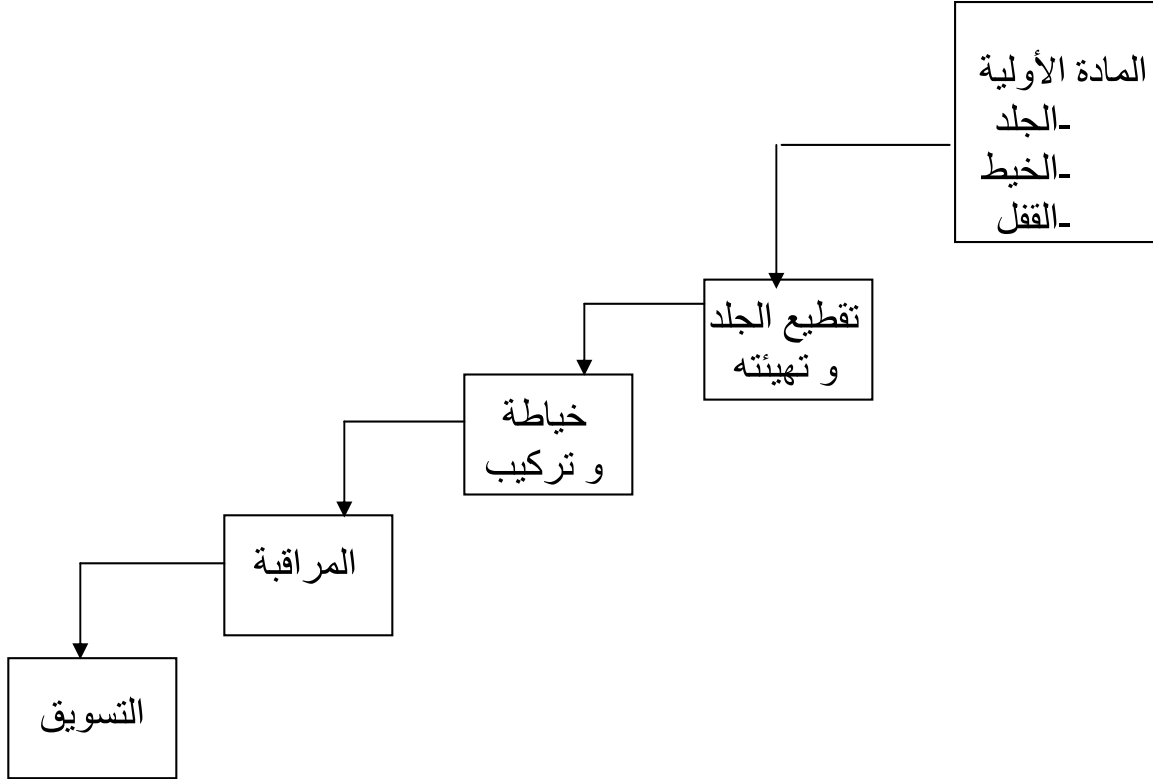 المادة الأولية
-الجلد
-الخيط
-القفل
تقطيع الجلد
و تهيئته
خياطة
و تركيب
المراقبة
التسويق